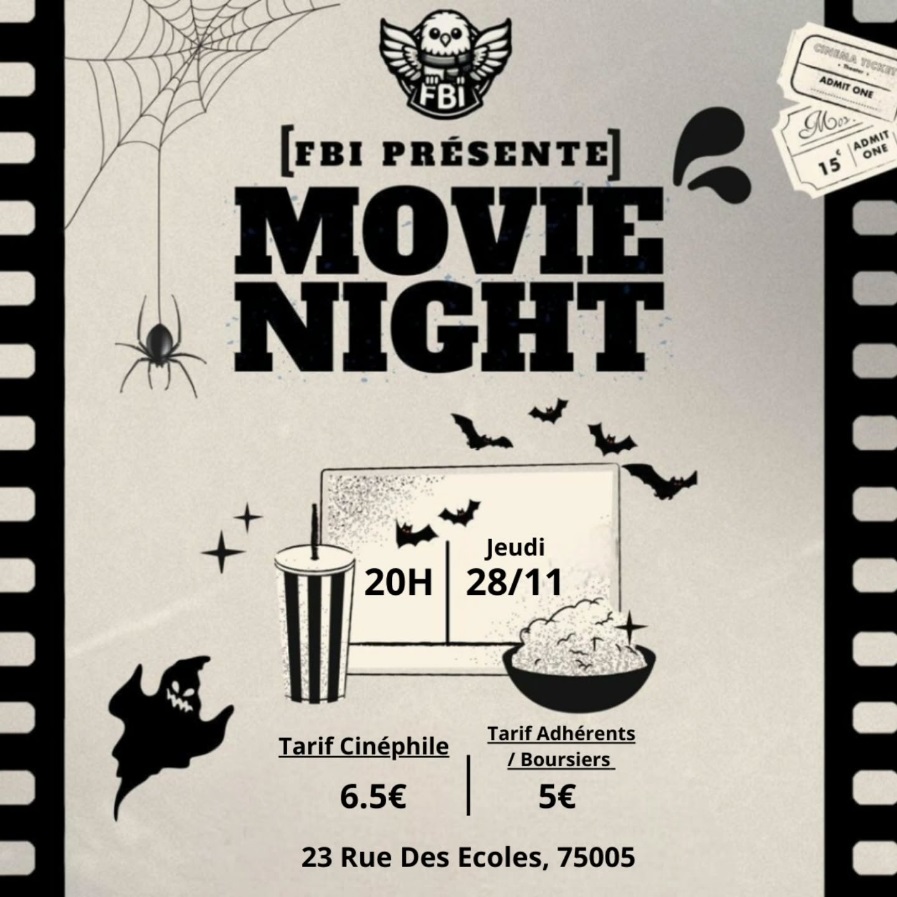 FBI
CINEMA TICKET
Theater
ADMIT ONE
15€
ADMIT
ONE
[FBI PRÉSENTE]
MOVIE
NIGHT
20H
Jeudi
28/11
Tarif Cinéphile
6.5€
Tarif Adhérents
/ Boursiers
5€
23 Rue Des Ecoles, 75005